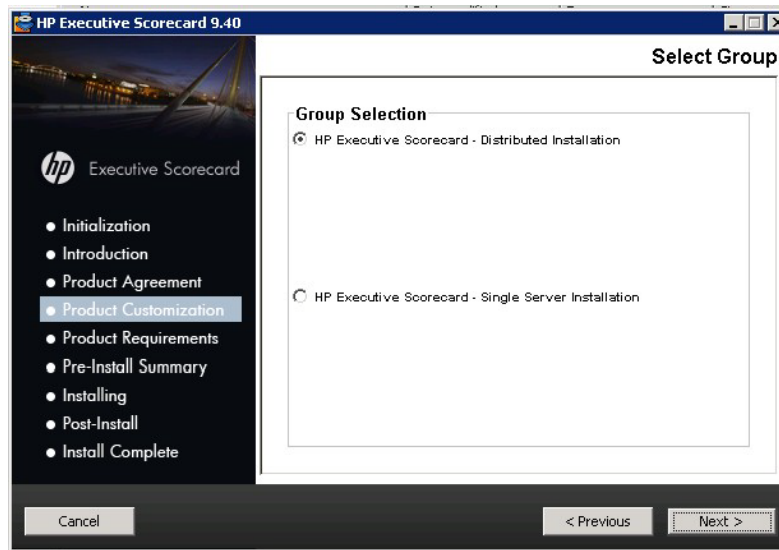 HP Executive Scorecard 9.40
Select Group
hp Executive Scorecard
Initialization
Introduction
Product Agreement
Product Customization
Product Requirements
Pre-Install Summary
Installing
Post-Install
Install Complete
Group Selection
HP Executive Scorecard - Distributed Installation
HP Executive Scorecard - Single Server Installation
Cancel
< Previous
Next >